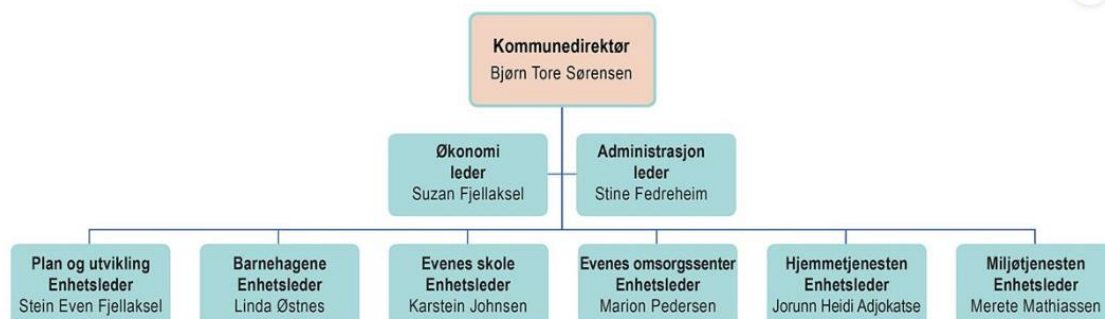 Kommunedirektør
Bjørn Tore Sørensen
Økonomi
leder
Suzan Fjellaksel
Administrasjon
leder
Stine Fedreheim
Plan og utvikling
Enhetsleder
Stein Even Fjellaksel
Barnehagene
Enhetsleder
Linda Østnes
Evenes skole
Enhetsleder
Karstein Johnsen
Evenes omsorgssenter
Enhetsleder
Marion Pedersen
Hjemmetjenesten
Enhetsleder
Jorunn Heidi Adjokatse
Miljøtjenesten
Enhetsleder
Merete Mathiassen